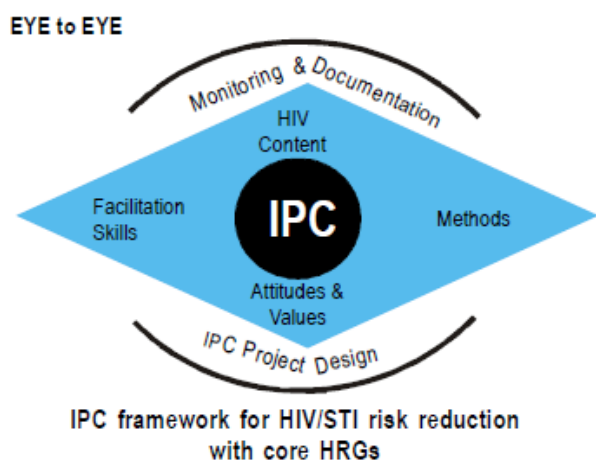 EYE to EYE
Monitoring & Documentation
HIV
Content
Facilitation
Skills
IPC
Methods
Attitudes &
Values
IPC Project Design
IPC framework for HIV/STI risk reduction
with core HRGs